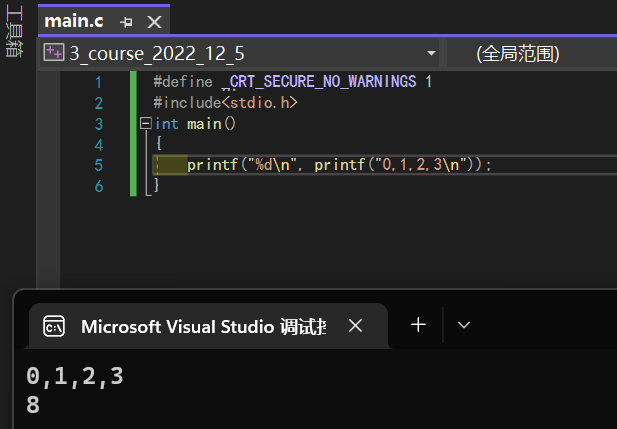 工具箱
main.c
3_course_2022_12_5 (全局范围)
1 #define _CRT_SECURE_NO_WARNINGS 1
2 #include<stdio.h>
3 int main()
4 {
5 printf("%d\n", printf("0,1,2,3\n"));
6 }
Microsoft Visual Studio 调试
0,1,2,3
8